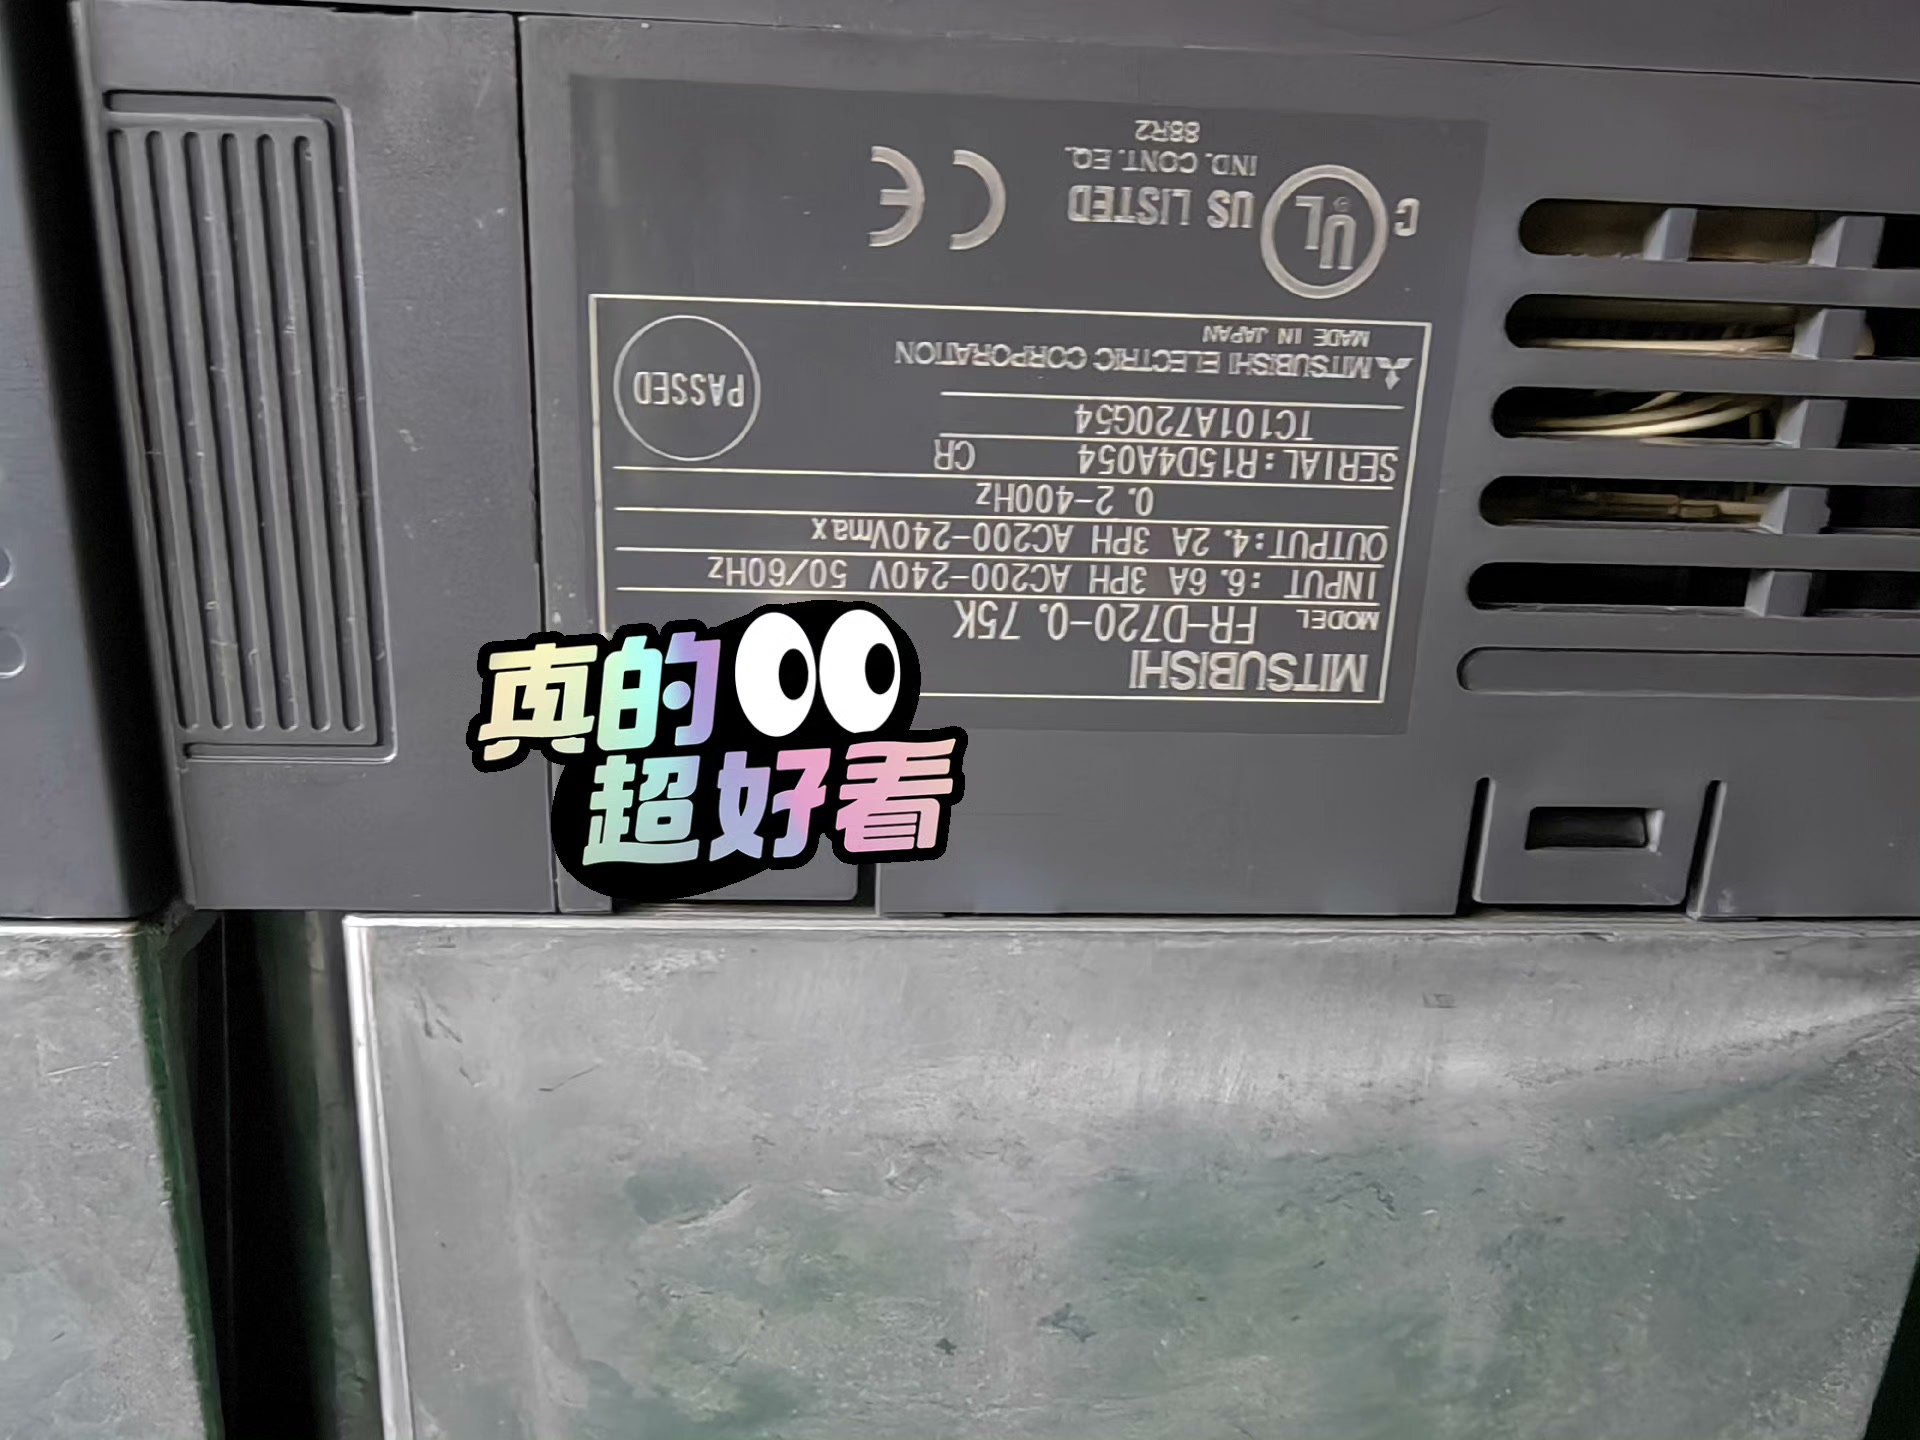 MITSUBISHI
MODEL FR-D720-0.75K
INPUT :6.6A 3PH AC200-240V 50/60Hz
OUTPUT:4.2A 3PH AC200-240Vmax
0.2-400Hz
SERIAL:R15D4A054 CR
TC101A720G54
PASSED
MITSUBISHI ELECTRIC CORPORATION
MADE IN JAPAN
C UL® US LISTED
IND. CONT. EQ.
88R2
CE
真的
超好看